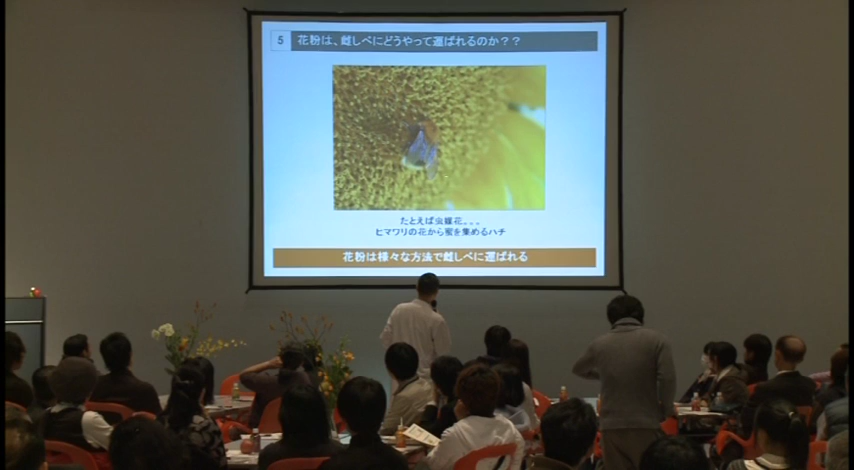 5 花粉は、雌しべにどうやって運ばれるのか？？
たとえば虫媒花。。。
ヒマワリの花から蜜を集めるハチ
花粉は様々な方法で雌しべに運ばれる